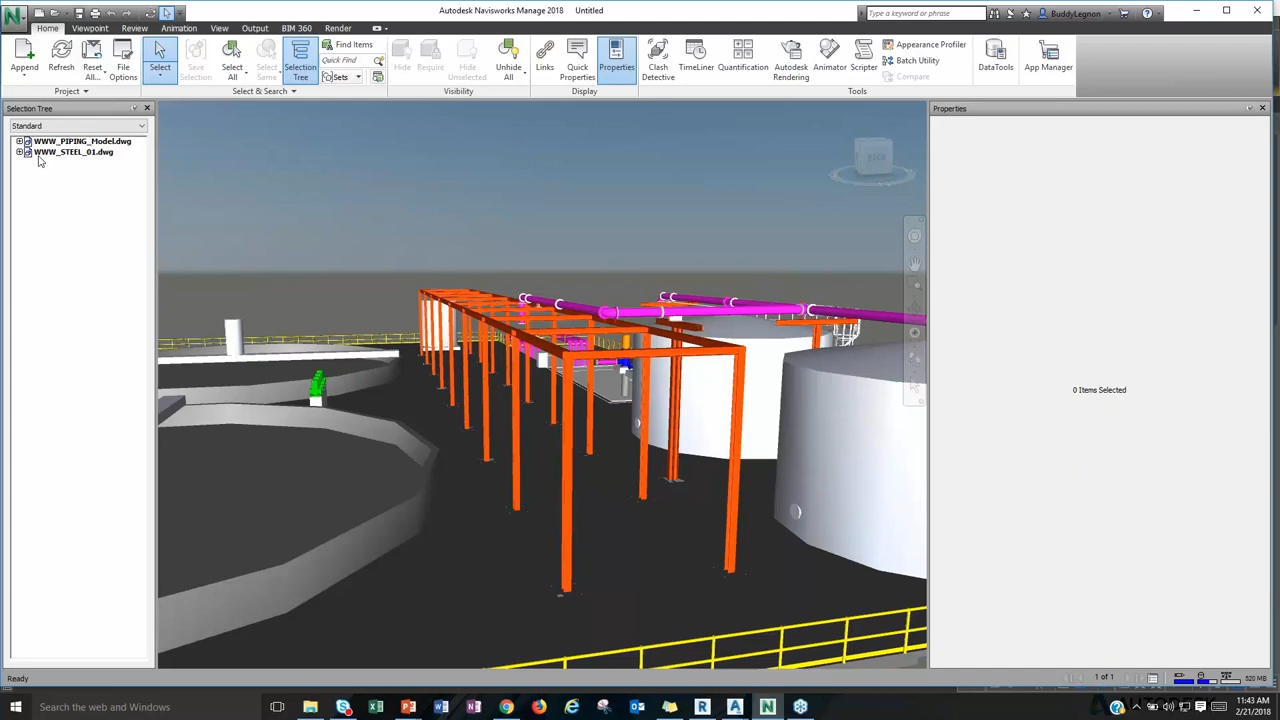 Autodesk Navisworks Manage 2018 Untitled
Type a keyword or phrase
BuddyLegnon
Home Viewpoint Review Animation View Output BIM 360 Render
Append
Refresh
Reset All...
File Options
Project
Select
Save Selection
Select All
Select Same
Selection Tree
Find Items
Quick Find
Sets
Select & Search
Hide
Require
Hide Unselected
Unhide All
Visibility
Links
Quick Properties
Properties
Display
Clash Detective
TimeLiner
Quantification
Autodesk Rendering
Animator
Scripter
Appearance Profiler
Batch Utility
Compare
Tools
DataTools
App Manager
Selection Tree
Standard
WWW_PIPING_Model.dwg
WWW_STEEL_01.dwg
BACK
Properties
0 Items Selected
Ready
1 of 1
520 MB
Search the web and Windows
11:43 AM
2/21/2018